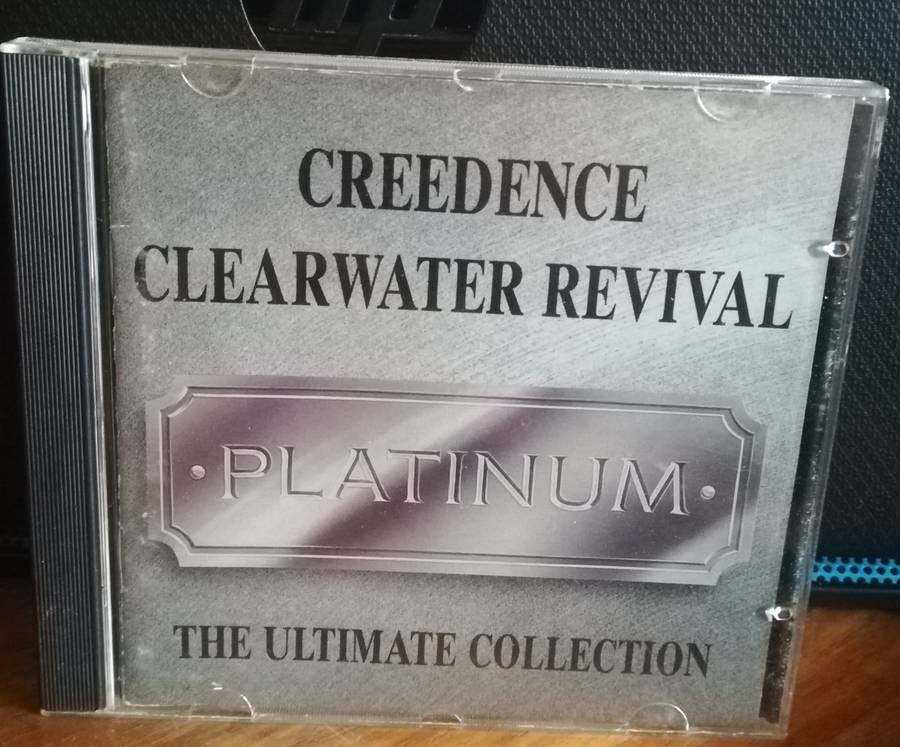 CREEDENCE
CLEARWATER REVIVAL
PLATINUM
THE ULTIMATE COLLECTION